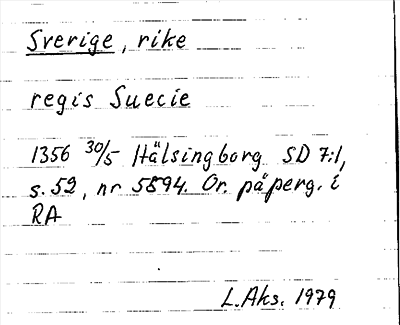 Sverige, rike
regis Suecie
1356 30/5 Hälsingborg SD 7:1,
s. 52, nr 5894. Or. på perg. i
RA
L. Aks. 1979